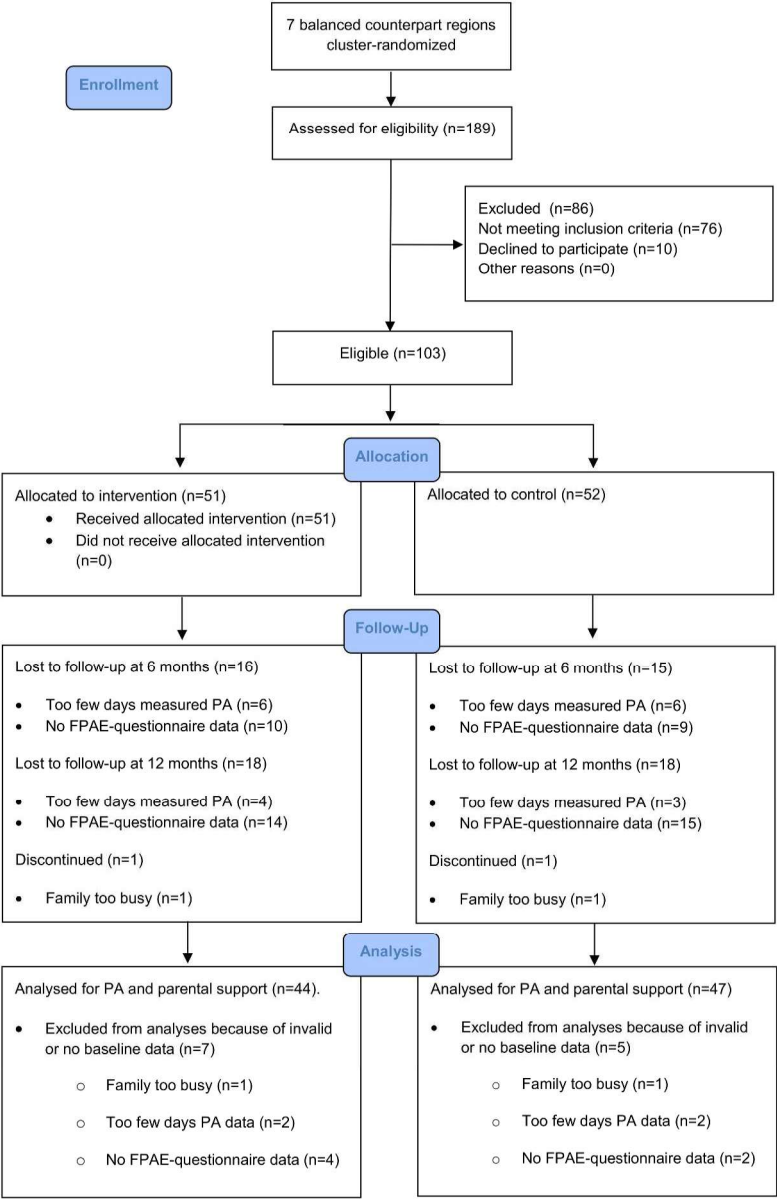 7 balanced counterpart regions
cluster-randomized
Enrollment
Assessed for eligibility (n=189)
Excluded (n=86)
Not meeting inclusion criteria (n=76)
Declined to participate (n=10)
Other reasons (n=0)
Eligible (n=103)
Allocation
Allocated to intervention (n=51)
• Received allocated intervention (n=51)
• Did not receive allocated intervention
(n=0)
Allocated to control (n=52)
Follow-Up
Lost to follow-up at 6 months (n=16)
• Too few days measured PA (n=6)
• No FPAE-questionnaire data (n=10)
Lost to follow-up at 12 months (n=18)
• Too few days measured PA (n=4)
• No FPAE-questionnaire data (n=14)
Discontinued (n=1)
• Family too busy (n=1)
Lost to follow-up at 6 months (n=15)
• Too few days measured PA (n=6)
• No FPAE-questionnaire data (n=9)
Lost to follow-up at 12 months (n=18)
• Too few days measured PA (n=3)
• No FPAE-questionnaire data (n=15)
Discontinued (n=1)
• Family too busy (n=1)
Analysis
Analysed for PA and parental support (n=44).
• Excluded from analyses because of invalid
or no baseline data (n=7)
○ Family too busy (n=1)
○ Too few days PA data (n=2)
○ No FPAE-questionnaire data (n=4)
Analysed for PA and parental support (n=47)
• Excluded from analyses because of invalid
or no baseline data (n=5)
○ Family too busy (n=1)
○ Too few days PA data (n=2)
○ No FPAE-questionnaire data (n=2)